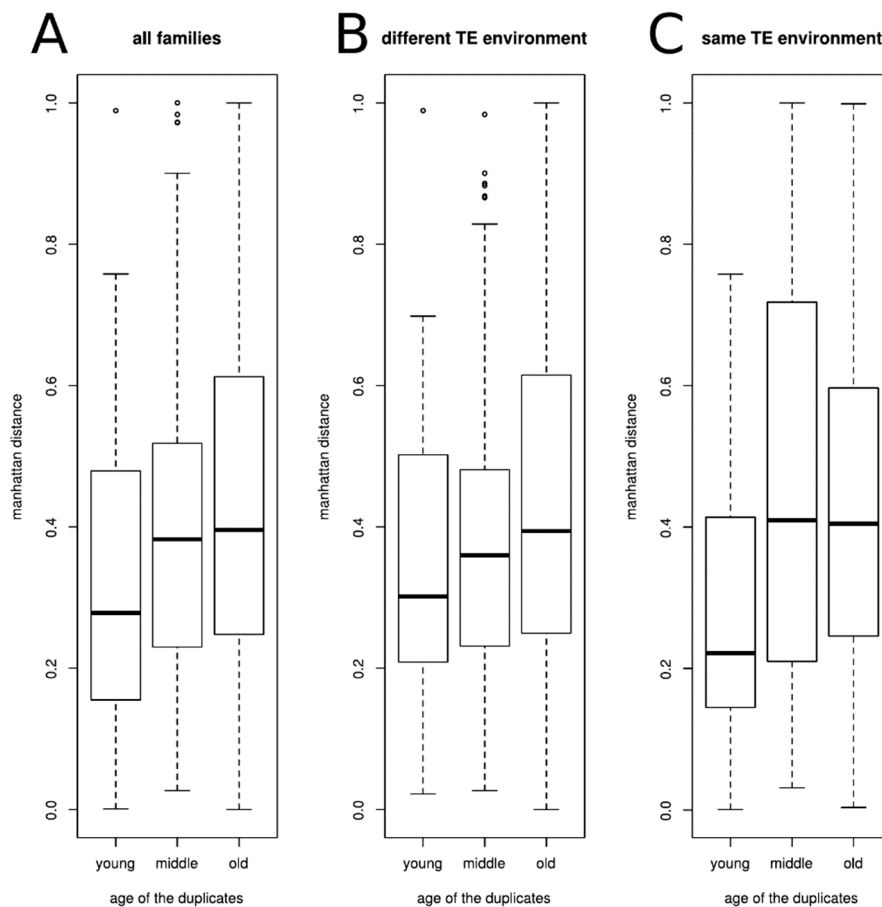 A
all families
manhattan distance
1.0
0.8
0.6
0.4
0.2
0.0
young middle old
age of the duplicates
B
different TE environment
manhattan distance
1.0
0.8
0.6
0.4
0.2
0.0
young middle old
age of the duplicates
C
same TE environment
manhattan distance
1.0
0.8
0.6
0.4
0.2
0.0
young middle old
age of the duplicates